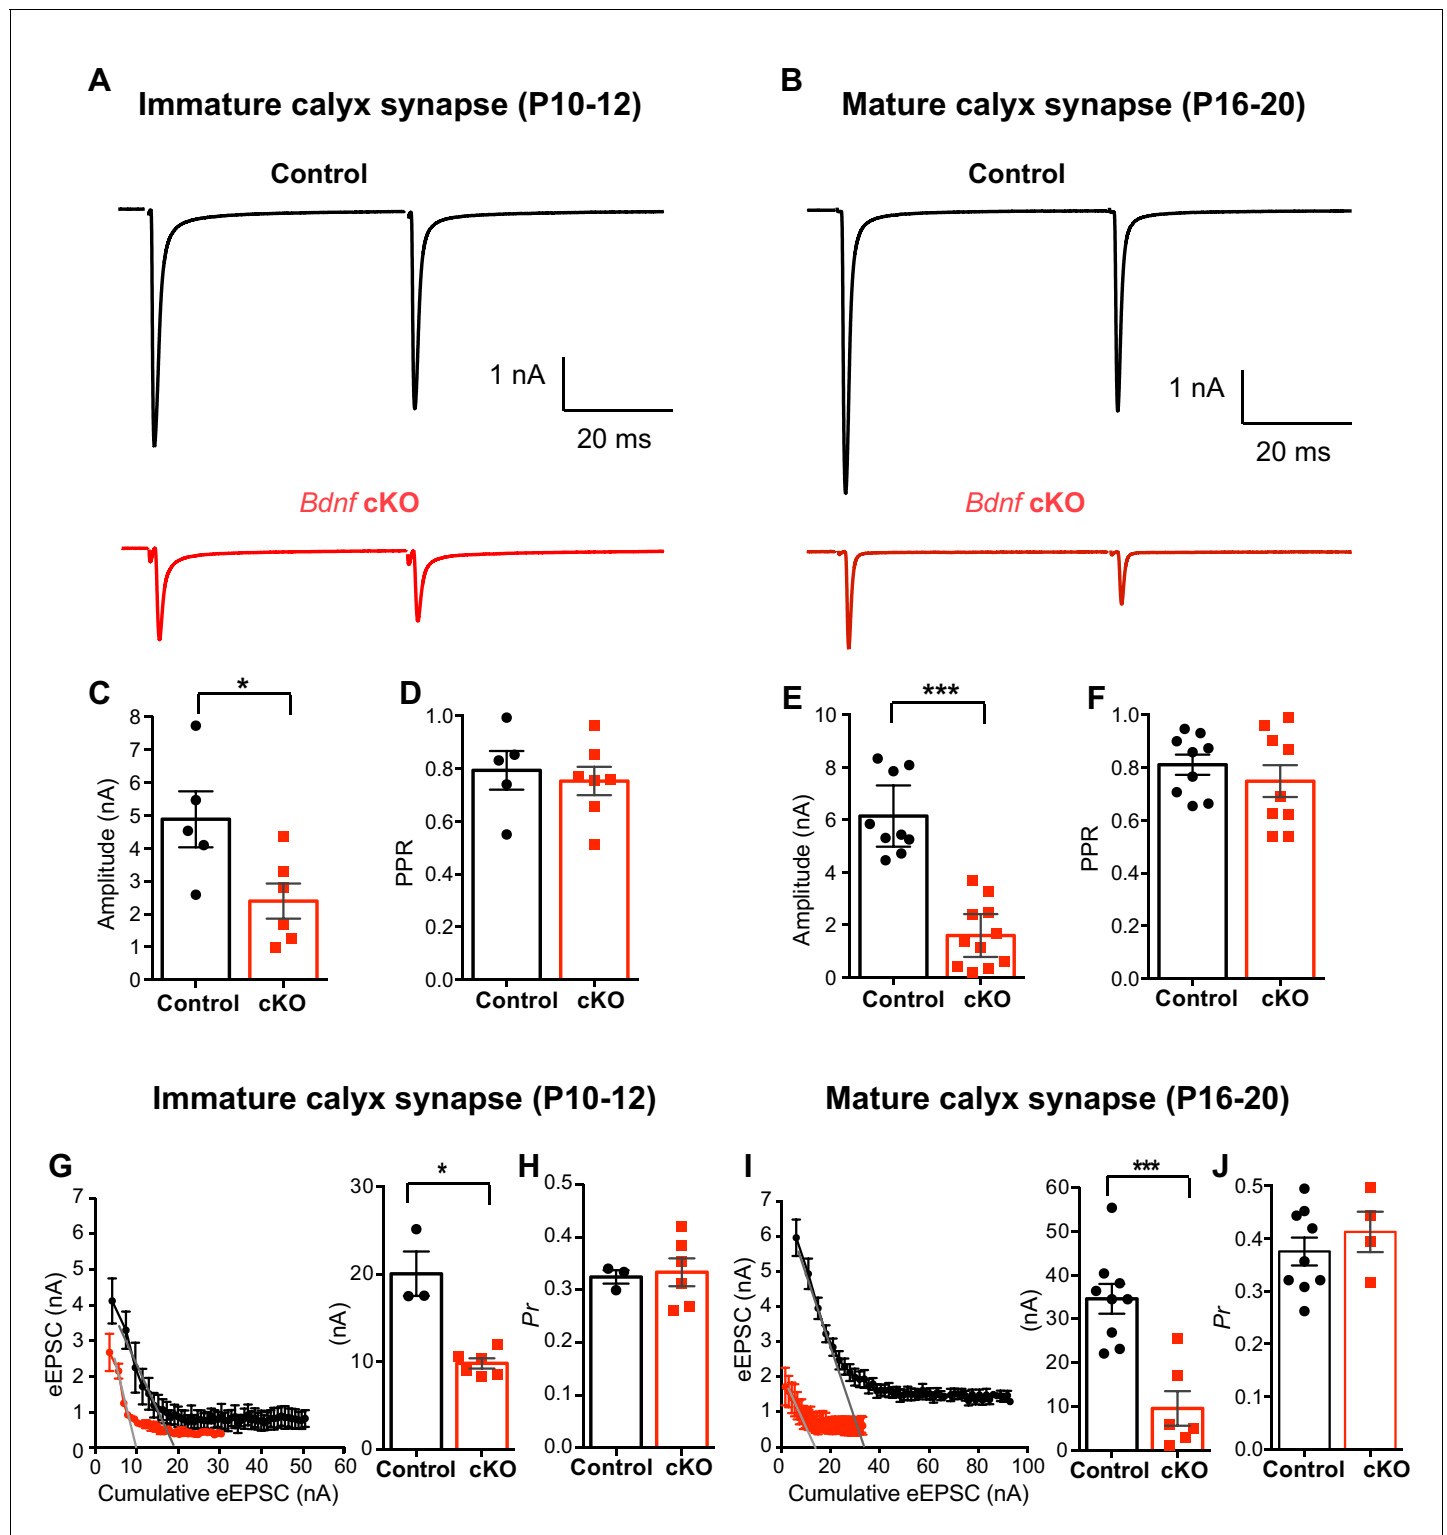 A
Immature calyx synapse (P10-12)
Control
1 nA
20 ms
Bdnf cKO
B
Mature calyx synapse (P16-20)
Control
1 nA
20 ms
Bdnf cKO
C
*
Amplitude (nA)
8
7
6
5
4
3
2
1
0
Control cKO
D
PPR
1.0
0.8
0.6
0.4
0.2
0.0
Control cKO
E
***
Amplitude (nA)
10
8
6
4
2
0
Control cKO
F
PPR
1.0
0.8
0.6
0.4
0.2
0.0
Control cKO
Immature calyx synapse (P10-12)
Mature calyx synapse (P16-20)
G
eEPSC (nA)
7
6
5
4
3
2
1
0
0 10 20 30 40 50 60
Cumulative eEPSC (nA)
*
(nA)
30
20
10
0
Control cKO
H
Pr
0.5
0.4
0.3
0.2
0.1
0.0
Control cKO
I
eEPSC (nA)
7
6
5
4
3
2
1
0
0 20 40 60 80 100
Cumulative eEPSC (nA)
***
(nA)
60
50
40
30
20
10
0
Control cKO
J
Pr
0.5
0.4
0.3
0.2
0.1
0.0
Control cKO